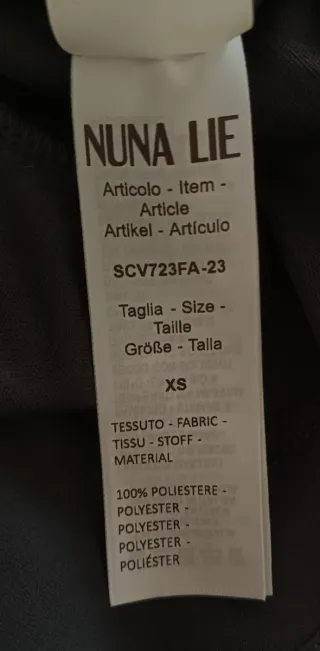 NUNA LIE
Articolo - Item -
Article
Artikel - Artículo
SCV723FA-23
Taglia - Size -
Taille
Größe - Talla
XS
TESSUTO - FABRIC -
TISSU - STOFF -
MATERIAL
100% POLIESTERE -
POLYESTER -
POLYESTER -
POLYESTER -
POLIÉSTER